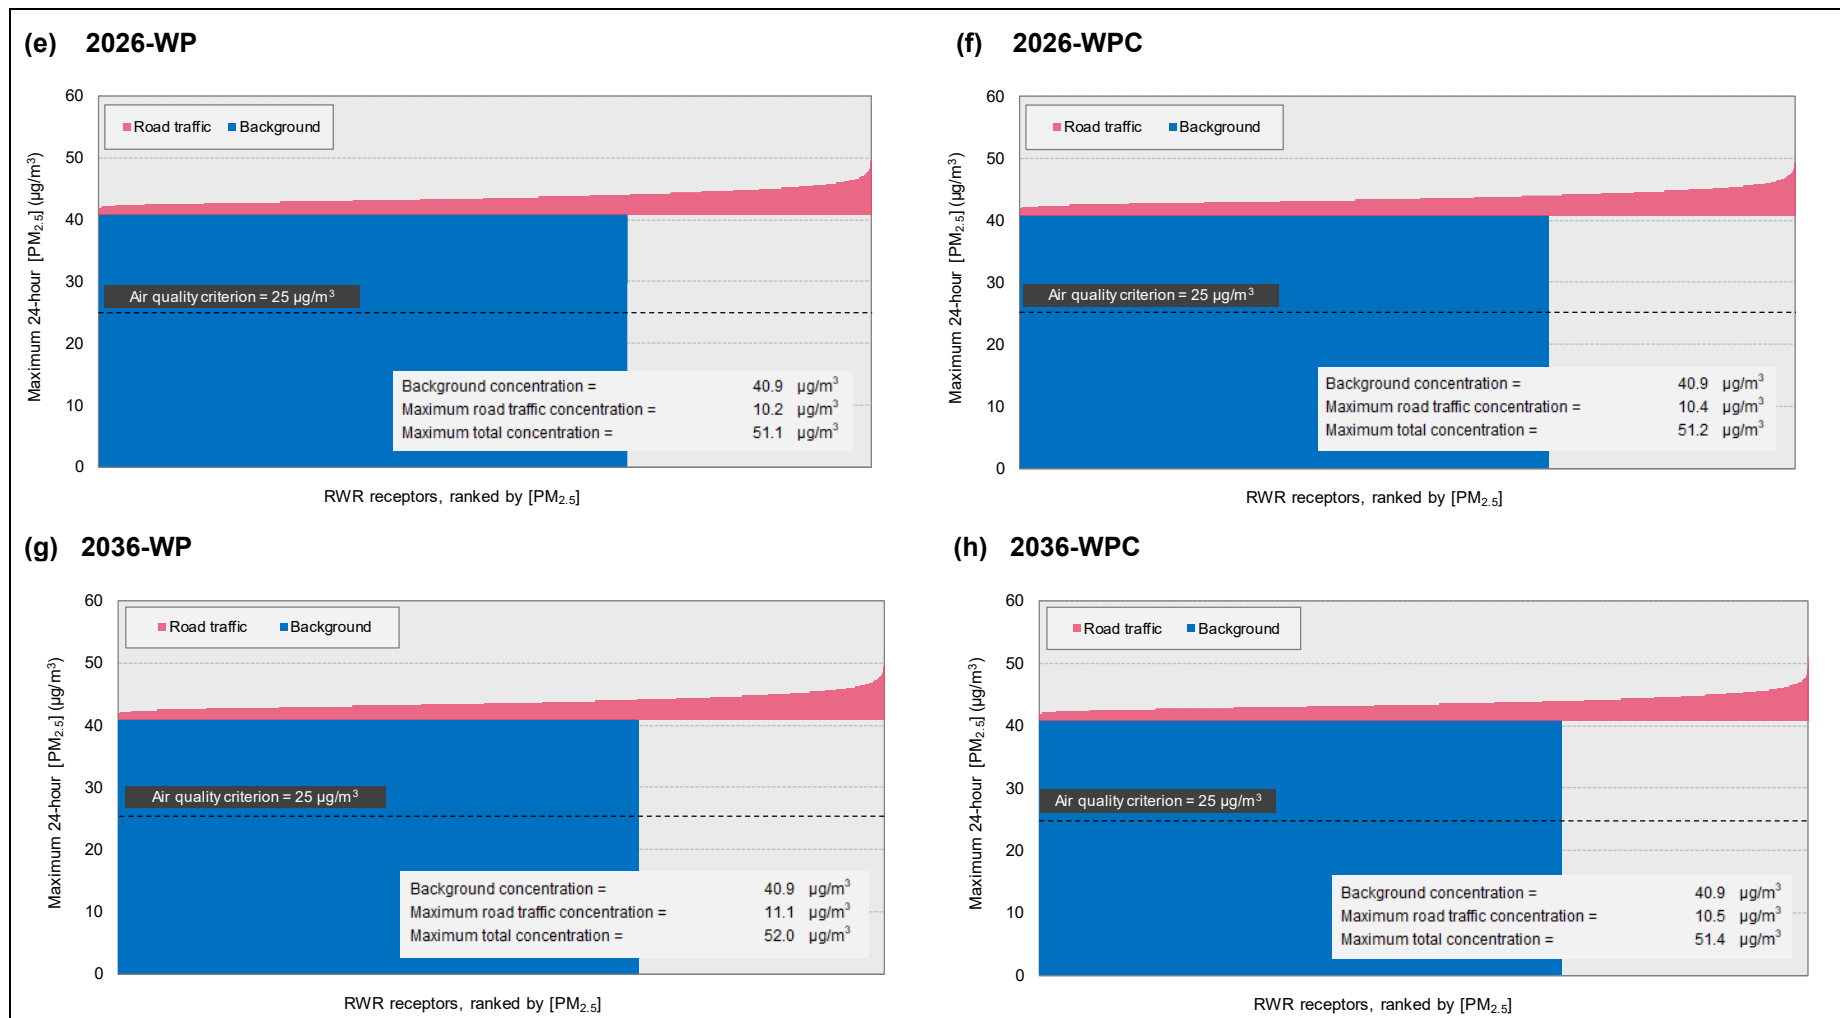 (e) 2026-WP
Maximum 24-hour [PM2.5] (µg/m³)
60
50
40
30
20
10
0
Road traffic Background
Air quality criterion = 25 µg/m³
Background concentration = 40.9 µg/m³
Maximum road traffic concentration = 10.2 µg/m³
Maximum total concentration = 51.1 µg/m³
RWR receptors, ranked by [PM2.5]
(f) 2026-WPC
Maximum 24-hour [PM2.5] (µg/m³)
60
50
40
30
20
10
0
Road traffic Background
Air quality criterion = 25 µg/m³
Background concentration = 40.9 µg/m³
Maximum road traffic concentration = 10.4 µg/m³
Maximum total concentration = 51.2 µg/m³
RWR receptors, ranked by [PM2.5]
(g) 2036-WP
Maximum 24-hour [PM2.5] (µg/m³)
60
50
40
30
20
10
0
Road traffic Background
Air quality criterion = 25 µg/m³
Background concentration = 40.9 µg/m³
Maximum road traffic concentration = 11.1 µg/m³
Maximum total concentration = 52.0 µg/m³
RWR receptors, ranked by [PM2.5]
(h) 2036-WPC
Maximum 24-hour [PM2.5] (µg/m³)
60
50
40
30
20
10
0
Road traffic Background
Air quality criterion = 25 µg/m³
Background concentration = 40.9 µg/m³
Maximum road traffic concentration = 10.5 µg/m³
Maximum total concentration = 51.4 µg/m³
RWR receptors, ranked by [PM2.5]